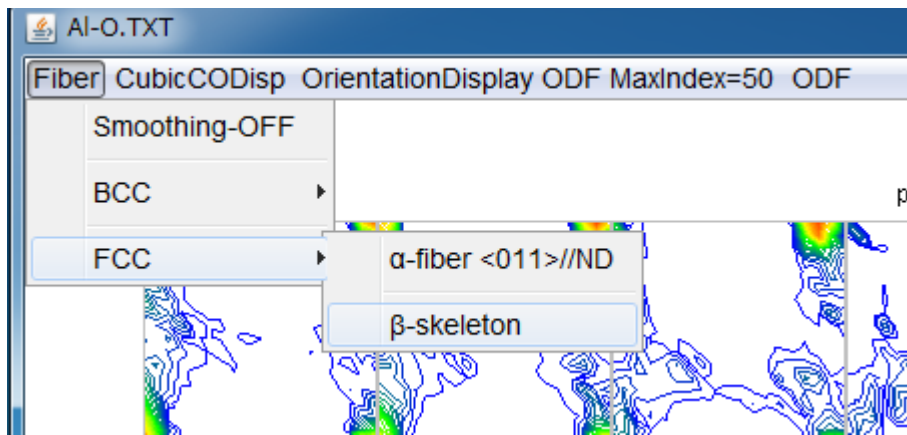 Al-O.TXT
Fiber CubicCODisp OrientationDisplay ODF MaxIndex=50 ODF
Smoothing-OFF
BCC
p
FCC
α-fiber <011>//ND
β-skeleton